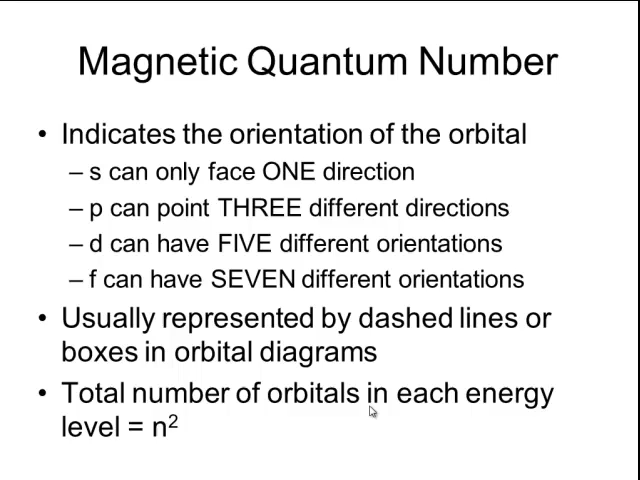 Magnetic Quantum Number
• Indicates the orientation of the orbital
– s can only face ONE direction
– p can point THREE different directions
– d can have FIVE different orientations
– f can have SEVEN different orientations
• Usually represented by dashed lines or
boxes in orbital diagrams
• Total number of orbitals in each energy
level = n²